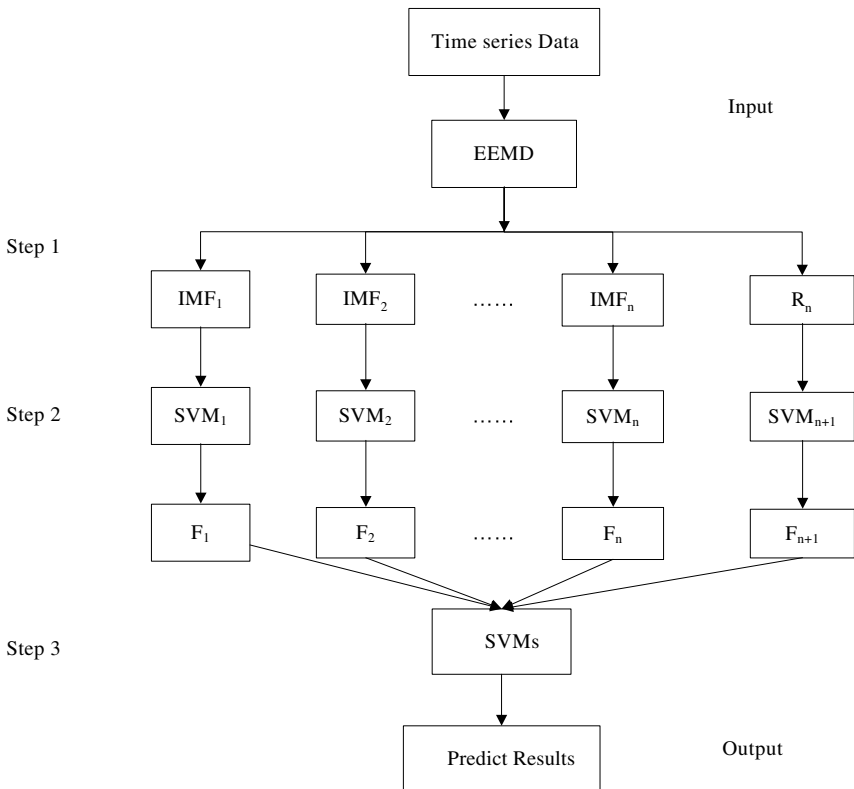 Time series Data
Input
EEMD
Step 1
IMF₁ IMF₂ …… IMFₙ Rₙ
Step 2
SVM₁ SVM₂ …… SVMₙ SVMₙ₊₁
F₁ F₂ …… Fₙ Fₙ₊₁
SVMs
Step 3
Predict Results
Output